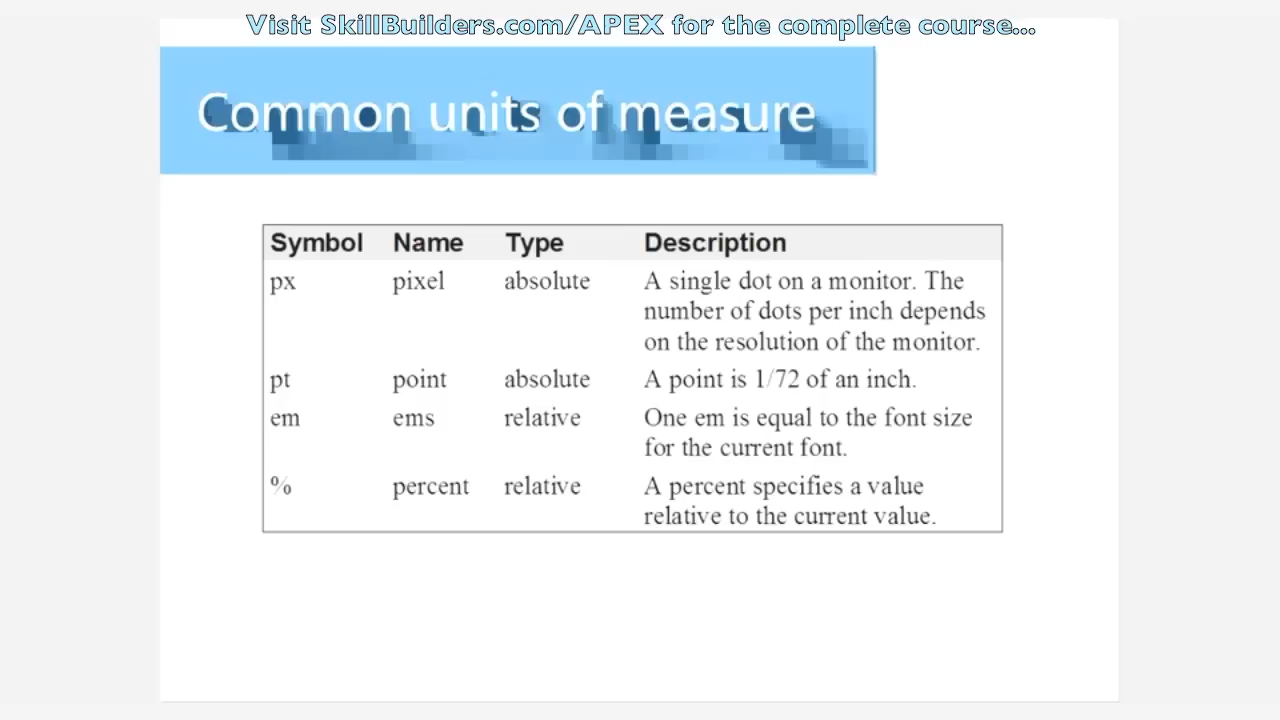 Visit SkillBuilders.com/APEX for the complete course...
Common units of measure
Symbol Name Type Description
px pixel absolute A single dot on a monitor. The
number of dots per inch depends
on the resolution of the monitor.
pt point absolute A point is 1/72 of an inch.
em ems relative One em is equal to the font size
for the current font.
% percent relative A percent specifies a value
relative to the current value.